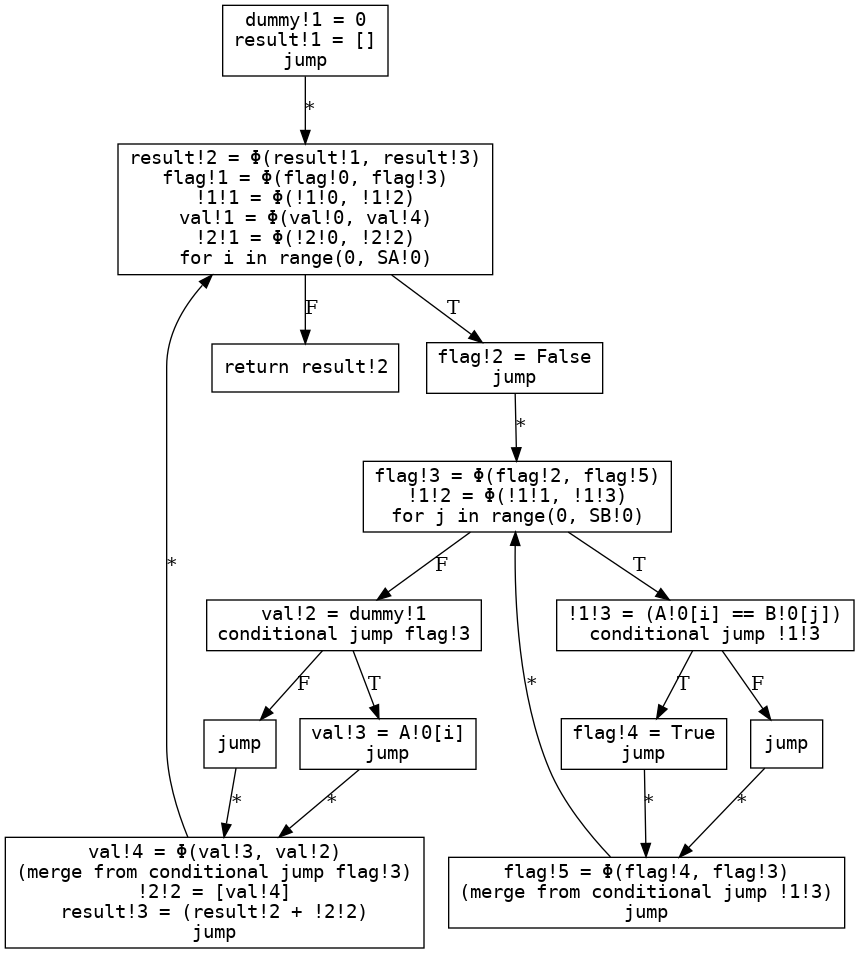 dummy!1 = 0
result!1 = []
jump
*
result!2 = Φ(result!1, result!3)
flag!1 = Φ(flag!0, flag!3)
!1!1 = Φ(!1!0, !1!2)
val!1 = Φ(val!0, val!4)
!2!1 = Φ(!2!0, !2!2)
for i in range(0, SA!0)
F
T
return result!2
flag!2 = False
jump
*
flag!3 = Φ(flag!2, flag!5)
!1!2 = Φ(!1!1, !1!3)
for j in range(0, SB!0)
*
F
T
val!2 = dummy!1
conditional jump flag!3
!1!3 = (A!0[i] == B!0[j])
conditional jump !1!3
F
T
*
T
F
jump
val!3 = A!0[i]
jump
flag!4 = True
jump
jump
*
*
*
*
val!4 = Φ(val!3, val!2)
(merge from conditional jump flag!3)
!2!2 = [val!4]
result!3 = (result!2 + !2!2)
jump
flag!5 = Φ(flag!4, flag!3)
(merge from conditional jump !1!3)
jump